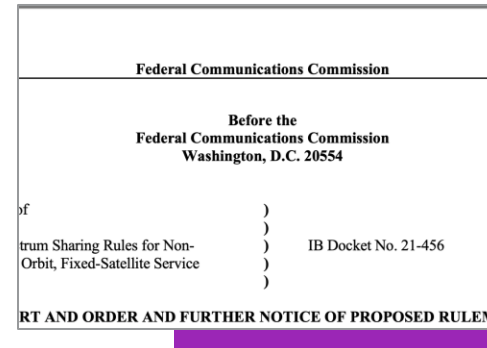 Federal Communications Commission
Before the
Federal Communications Commission
Washington, D.C. 20554
of )
)
trum Sharing Rules for Non- ) IB Docket No. 21-456
Orbit, Fixed-Satellite Service )
)
RT AND ORDER AND FURTHER NOTICE OF PROPOSED RULEM